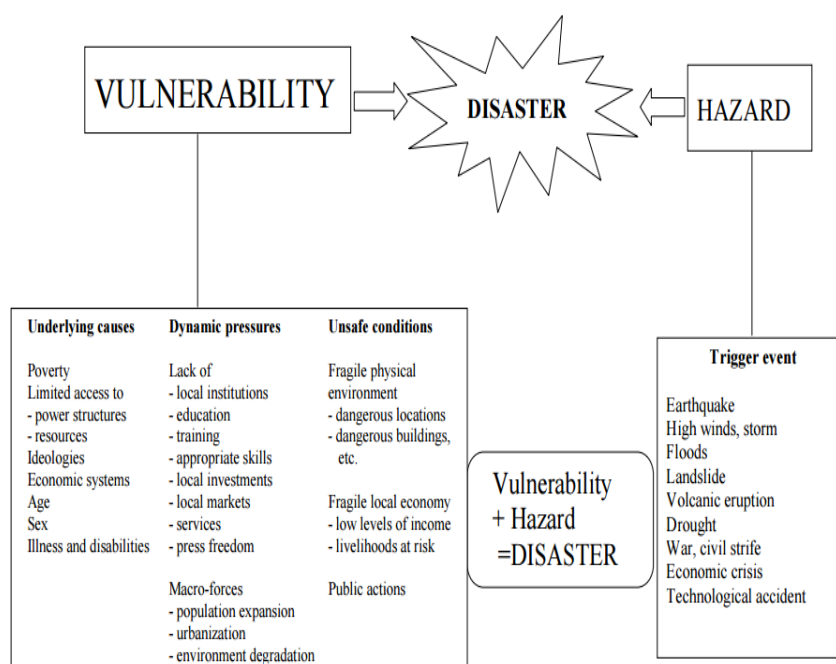 VULNERABILITY
DISASTER
HAZARD
Underlying causes
Poverty
Limited access to
- power structures
- resources
Ideologies
Economic systems
Age
Sex
Illness and disabilities
Dynamic pressures
Lack of
- local institutions
- education
- training
- appropriate skills
- local investments
- local markets
- services
- press freedom
Macro-forces
- population expansion
- urbanization
- environment degradation
Unsafe conditions
Fragile physical
environment
- dangerous locations
- dangerous buildings,
etc.
Fragile local economy
- low levels of income
- livelihoods at risk
Public actions
Vulnerability
+ Hazard
=DISASTER
Trigger event
Earthquake
High winds, storm
Floods
Landslide
Volcanic eruption
Drought
War, civil strife
Economic crisis
Technological accident